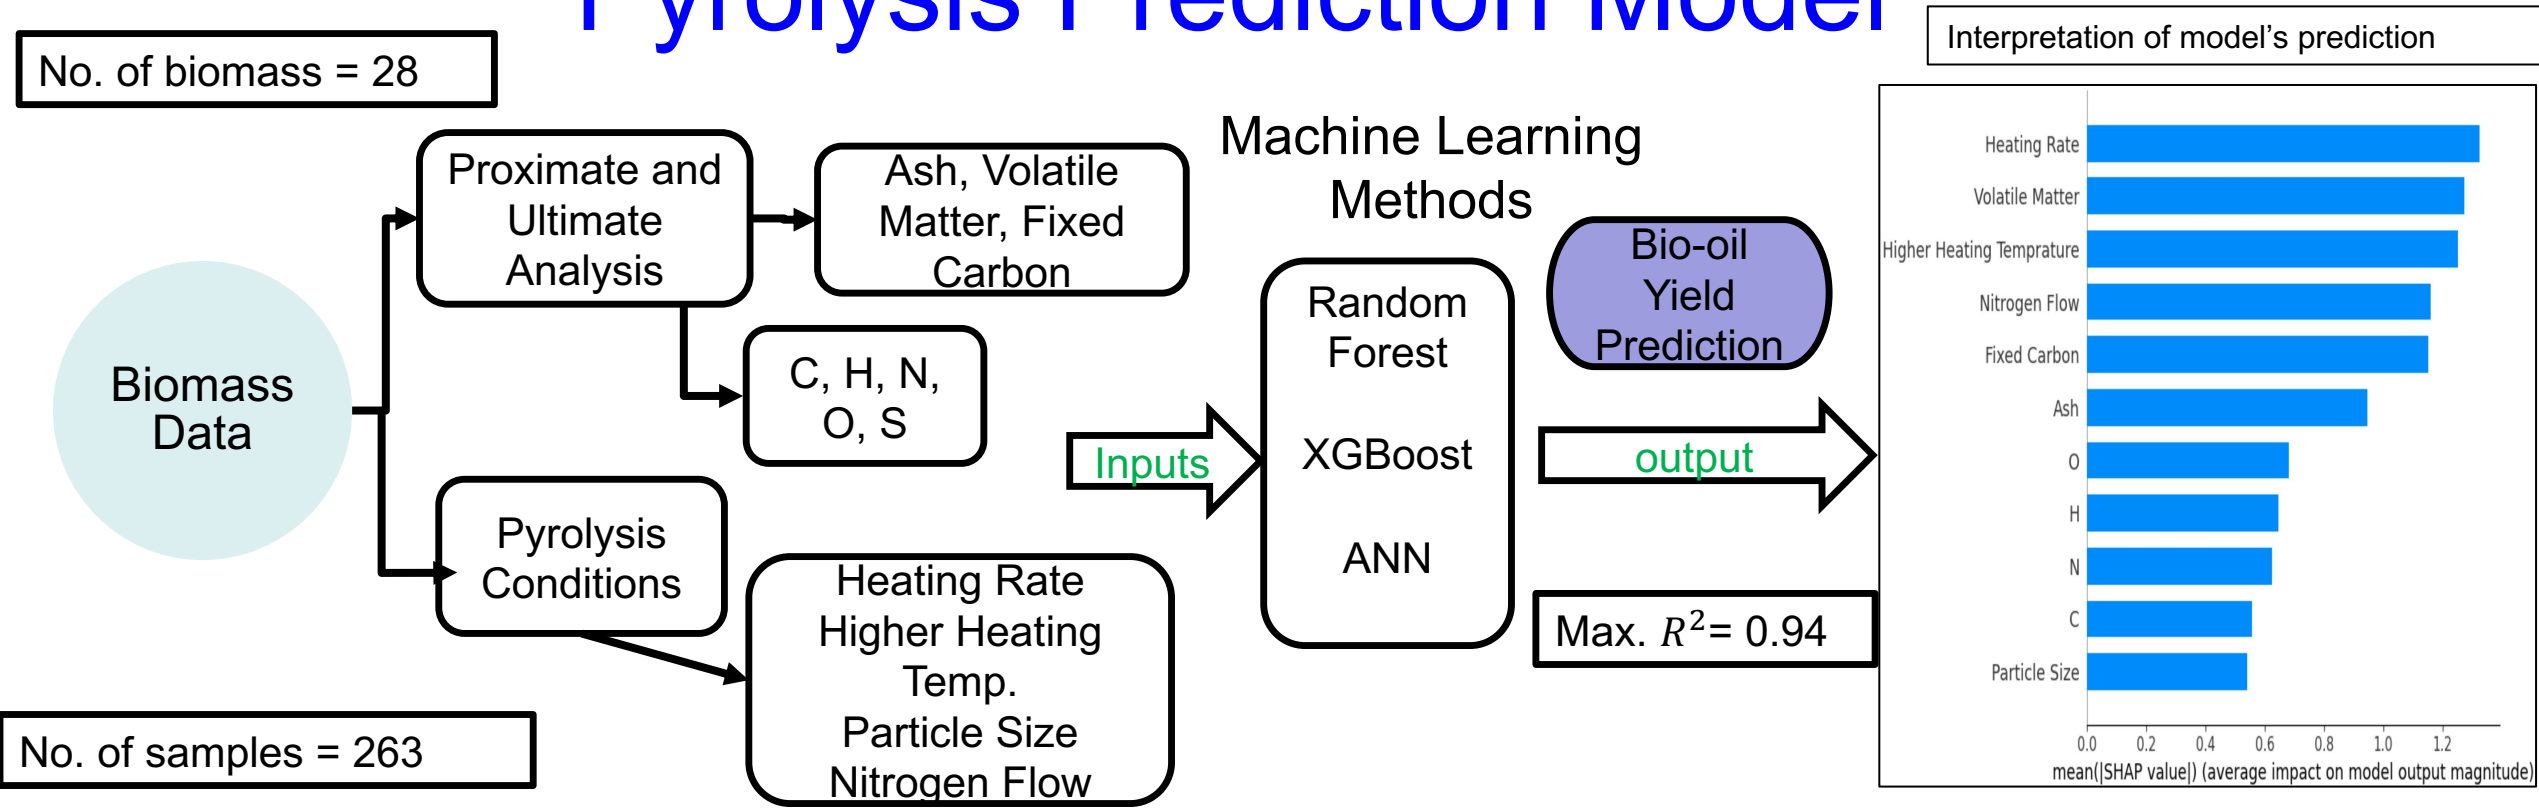 Pyrolysis Prediction Model
No. of biomass = 28
Interpretation of model's prediction
Biomass
Data
Proximate and
Ultimate
Analysis
Ash, Volatile
Matter, Fixed
Carbon
C, H, N,
O, S
Pyrolysis
Conditions
Heating Rate
Higher Heating
Temp.
Particle Size
Nitrogen Flow
No. of samples = 263
Inputs
Machine Learning
Methods
Random
Forest
XGBoost
ANN
Bio-oil
Yield
Prediction
output
Max. R²= 0.94
Heating Rate
Volatile Matter
Higher Heating Temprature
Nitrogen Flow
Fixed Carbon
Ash
O
H
N
C
Particle Size
0.0 0.2 0.4 0.6 0.8 1.0 1.2
mean(|SHAP value|) (average impact on model output magnitude)